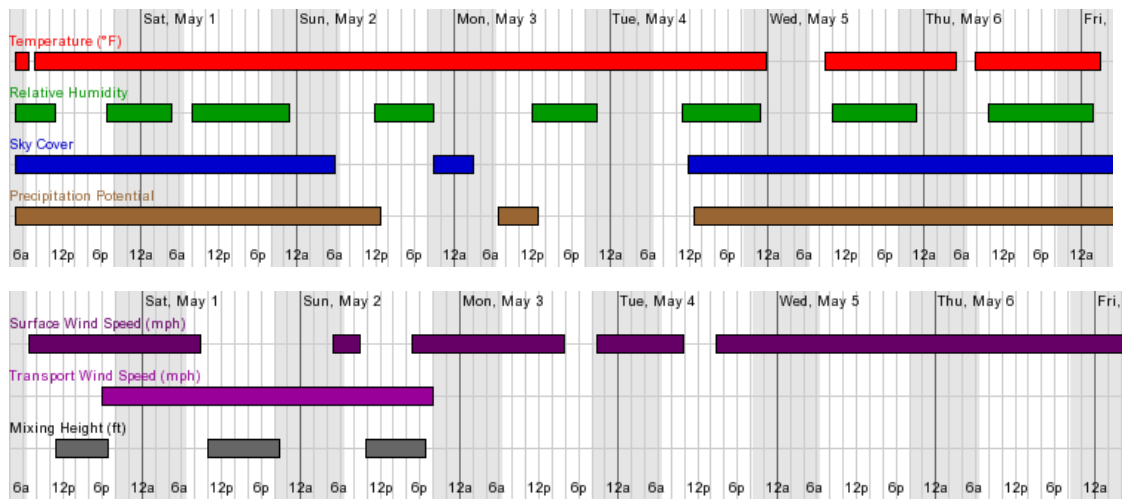 Sat, May 1 Sun, May 2 Mon, May 3 Tue, May 4 Wed, May 5 Thu, May 6 Fri,
Temperature (°F)
Relative Humidity
Sky Cover
Precipitation Potential
6a 12p 6p 12a 6a 12p 6p 12a 6a 12p 6p 12a 6a 12p 6p 12a 6a 12p 6p 12a 6a 12p 6p 12a 6a 12p 6p 12a
Sat, May 1 Sun, May 2 Mon, May 3 Tue, May 4 Wed, May 5 Thu, May 6 Fri,
Surface Wind Speed (mph)
Transport Wind Speed (mph)
Mixing Height (ft)
6a 12p 6p 12a 6a 12p 6p 12a 6a 12p 6p 12a 6a 12p 6p 12a 6a 12p 6p 12a 6a 12p 6p 12a 6a 12p 6p 12a